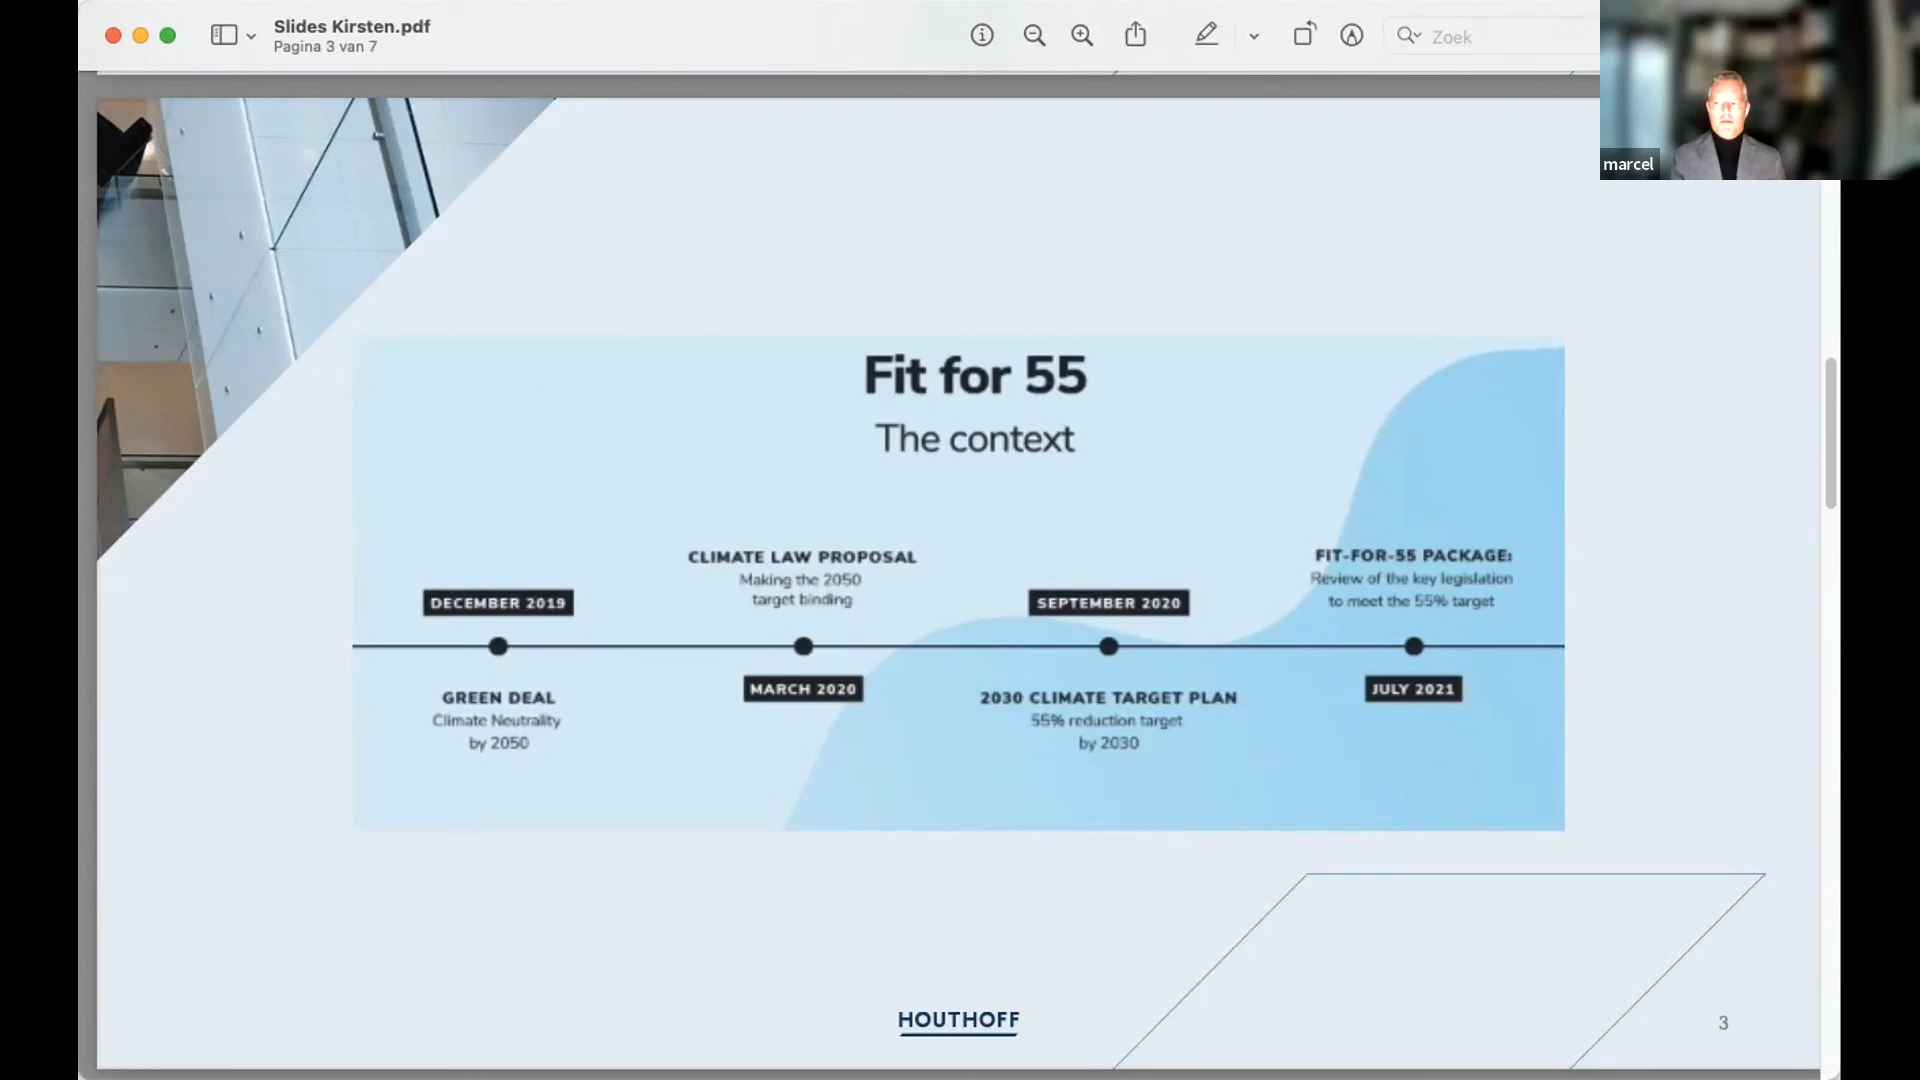 Slides Kirsten.pdf
Pagina 3 van 7
Zoek
marcel
Fit for 55
The context
DECEMBER 2019
GREEN DEAL
Climate Neutrality
by 2050
CLIMATE LAW PROPOSAL
Making the 2050
target binding
MARCH 2020
SEPTEMBER 2020
2030 CLIMATE TARGET PLAN
55% reduction target
by 2030
FIT-FOR-55 PACKAGE:
Review of the key legislation
to meet the 55% target
JULY 2021
HOUTHOFF
3